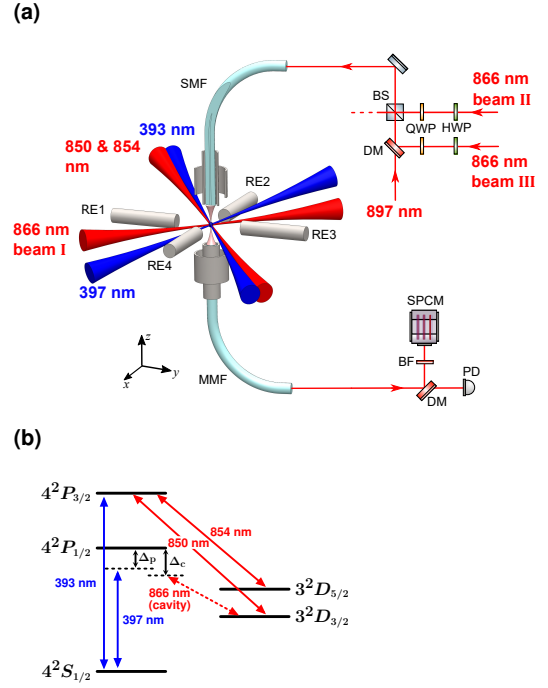 (a)
SMF
866 nm
beam II
BS
QWP
HWP
393 nm
850 & 854
nm
DM
866 nm
beam III
RE2
RE1
897 nm
866 nm
beam I
RE3
RE4
397 nm
SPCM
z
BF
PD
x
y
MMF
DM
(b)
4²P₃/₂
854 nm
850 nm
4²P₁/₂
Δₚ
Δ_c
393 nm
866 nm
(cavity)
3²D₅/₂
397 nm
3²D₃/₂
4²S₁/₂